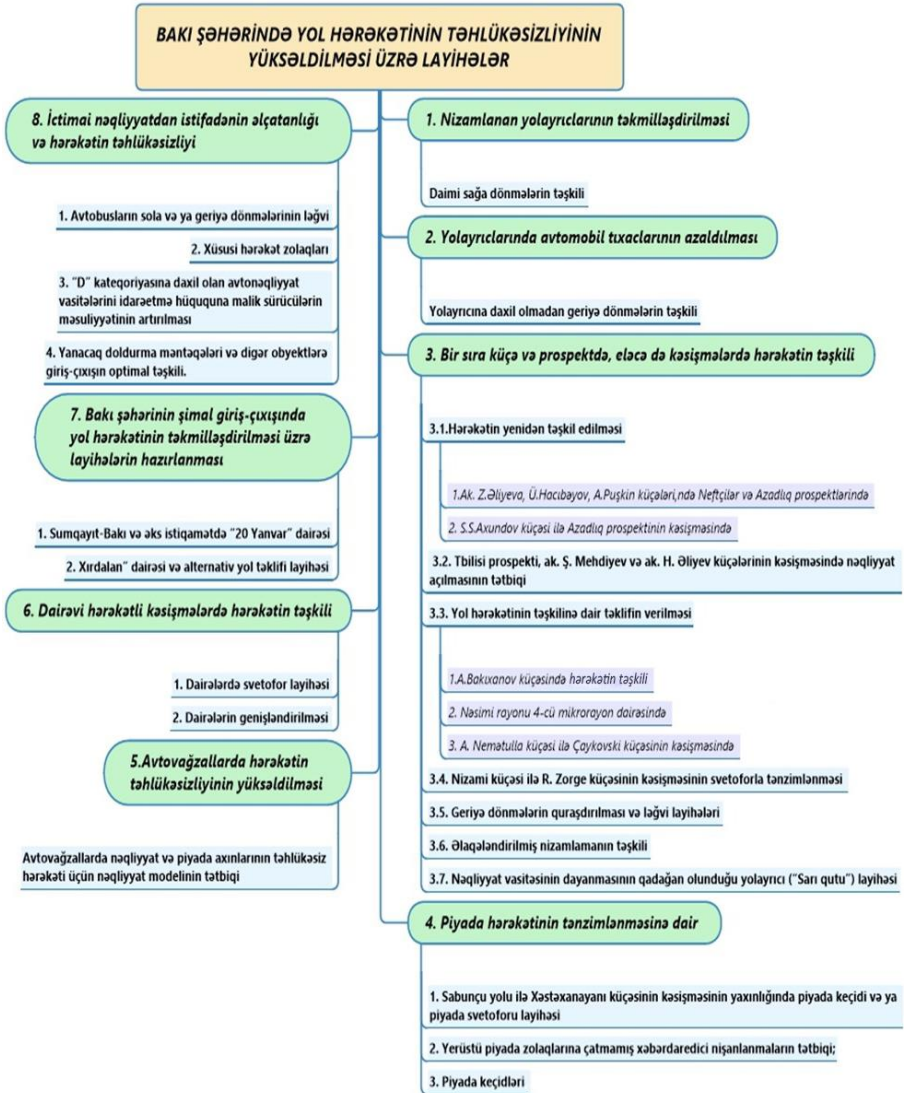 BAKI ŞƏHƏRİNDƏ YOL HƏRƏKƏTİNİN TƏHLÜKƏSİZLİYİNİN
YÜKSƏLDİLMƏSİ ÜZRƏ LAYİHƏLƏR
1. Nizamlanan yolayrıclarının təkmilləşdirilməsi
Daimi sağa dönmələrin təşkili
2. Yolayrıclarında avtomobil tıxaclarının azaldılması
Yolayrıcına daxil olmadan geriyə dönmələrin təşkili
3. Bir sıra küçə və prospektdə, eləcə də kəsişmələrdə hərəkətin təşkili
3.1.Hərəkətin yenidən təşkil edilməsi
1.Ak. Z.Əliyeva, Ü.Hacıbəyov, A.Puşkin küçələri,ndə Neftçilər və Azadlıq prospektlərində
2. S.S.Axundov küçəsi ilə Azadlıq prospektinin kəsişməsində
3.2. Tbilisi prospekti, ak. Ş. Mehdiyev və ak. H. Əliyev küçələrinin kəsişməsində nəqliyyat
açılmasının tətbiqi
3.3. Yol hərəkətinin təşkilinə dair təklifin verilməsi
1.A.Bakıxanov küçəsində hərəkətin təşkili
2. Nəsimi rayonu 4-cü mikrorayon dairəsində
3. A. Nemətulla küçəsi ilə Çaykovski küçəsinin kəsişməsində
3.4. Nizami küçəsi ilə R. Zorge küçəsinin kəsişməsinin svetoforla tənzimlənməsi
3.5. Geriyə dönmələrin quraşdırılması və ləğvi layihələri
3.6. Əlaqələndirilmiş nizamlamanın təşkili
3.7. Nəqliyyat vasitəsinin dayanmasının qadağan olunduğu yolayrıcı ("Sarı qutu") layihəsi
4. Piyada hərəkətinin tənzimlənməsinə dair
1. Sabunçu yolu ilə Xəstəxanayanı küçəsinin kəsişməsinin yaxınlığında piyada keçidi və ya
piyada svetoforu layihəsi
2. Yerüstü piyada zolaqlarına çatmamış xəbərdaredici nişanlanmaların tətbiqi;
3. Piyada keçidləri
5.Avtovağzallarda hərəkətin
təhlükəsizliyinin yüksəldilməsi
Avtovağzallarda nəqliyyat və piyada axınlarının təhlükəsiz
hərəkəti üçün nəqliyyat modelinin tətbiqi
6. Dairəvi hərəkətli kəsişmələrdə hərəkətin təşkili
1. Dairələrdə svetofor layihəsi
2. Dairələrin genişləndirilməsi
7. Bakı şəhərinin şimal giriş-çıxışında
yol hərəkətinin təkmilləşdirilməsi üzrə
layihələrin hazırlanması
1. Sumqayıt-Bakı və əks istiqamətdə "20 Yanvar" dairəsi
2. Xırdalan" dairəsi və alternativ yol təklifi layihəsi
8. İctimai nəqliyyatdan istifadənin əlçatanlığı
və hərəkətin təhlükəsizliyi
1. Avtobusların sola və ya geriyə dönmələrinin ləğvi
2. Xüsusi hərəkət zolaqları
3. "D" kateqoriyasına daxil olan avtonəqliyyat
vasitələrini idarəetmə hüququna malik sürücülərin
məsuliyyətinin artırılması
4. Yanacaq doldurma məntəqələri və digər obyektlərə
giriş-çıxışın optimal təşkili.